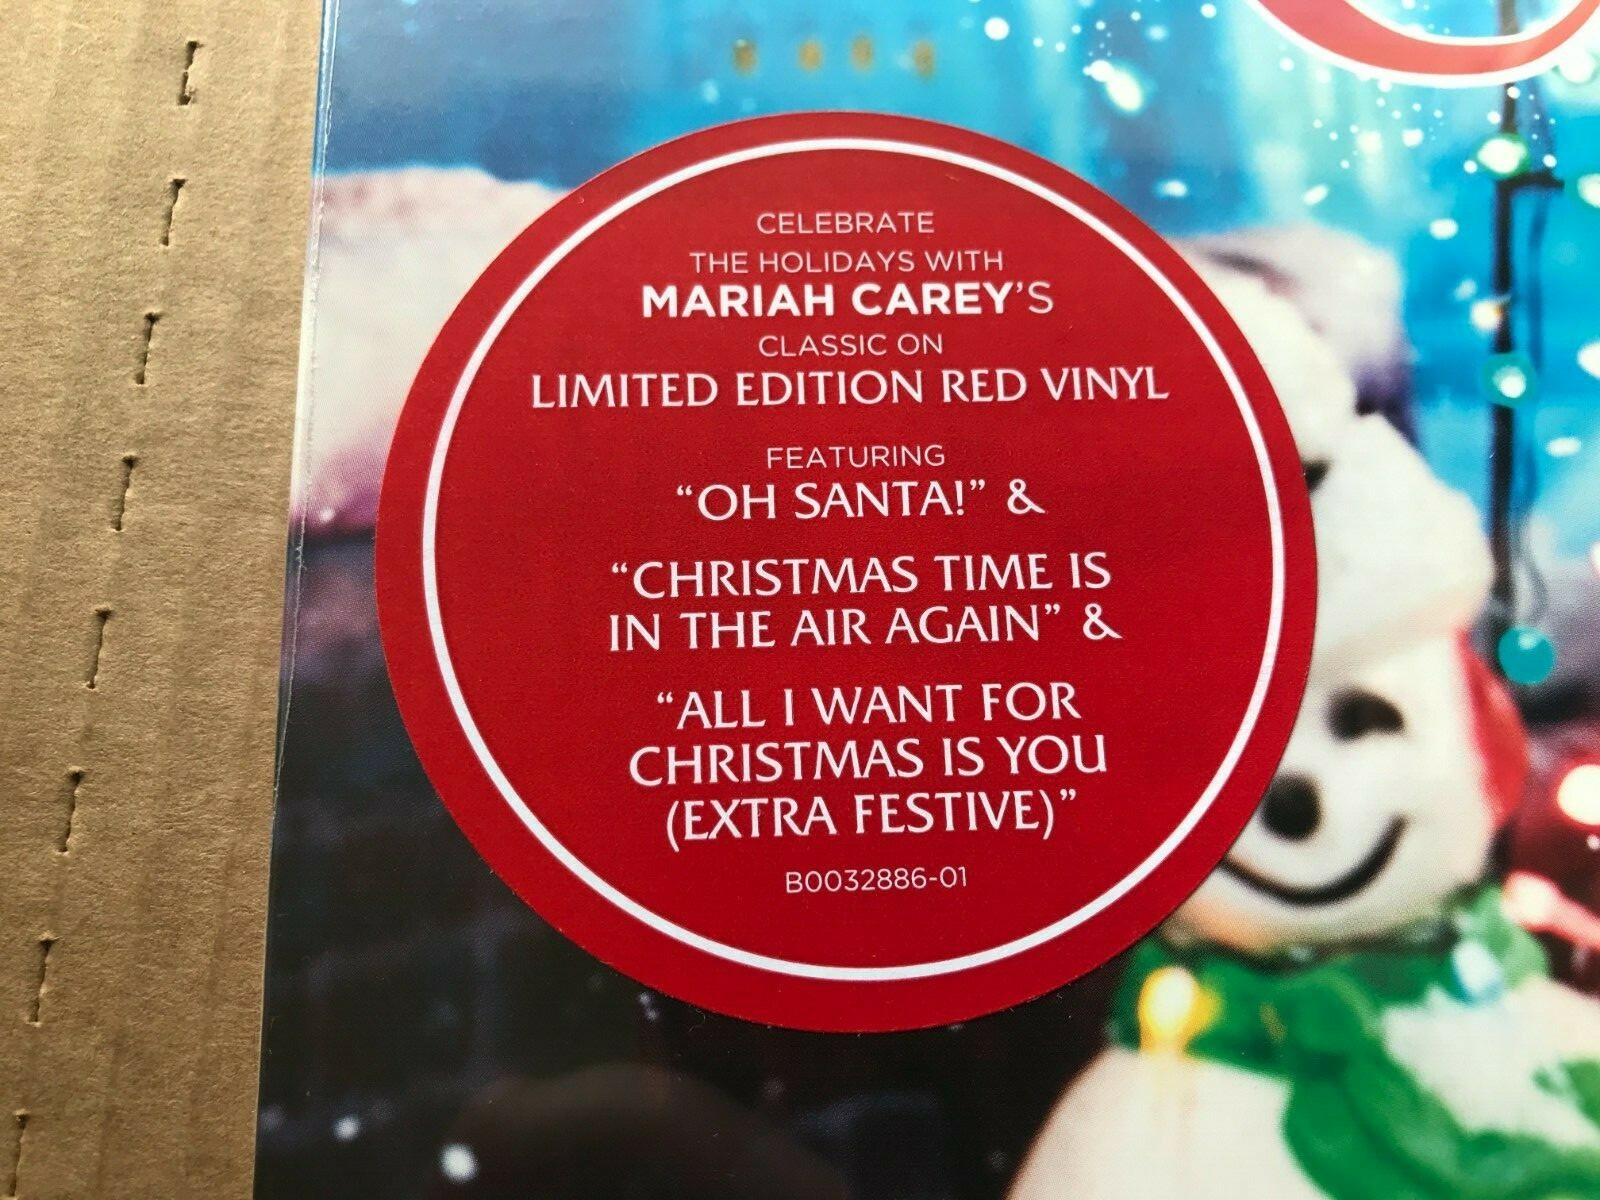 CELEBRATE
THE HOLIDAYS WITH
MARIAH CAREY'S
CLASSIC ON
LIMITED EDITION RED VINYL
FEATURING
“OH SANTA!” &
“CHRISTMAS TIME IS
IN THE AIR AGAIN” &
“ALL I WANT FOR
CHRISTMAS IS YOU
(EXTRA FESTIVE)”
B0032886-01